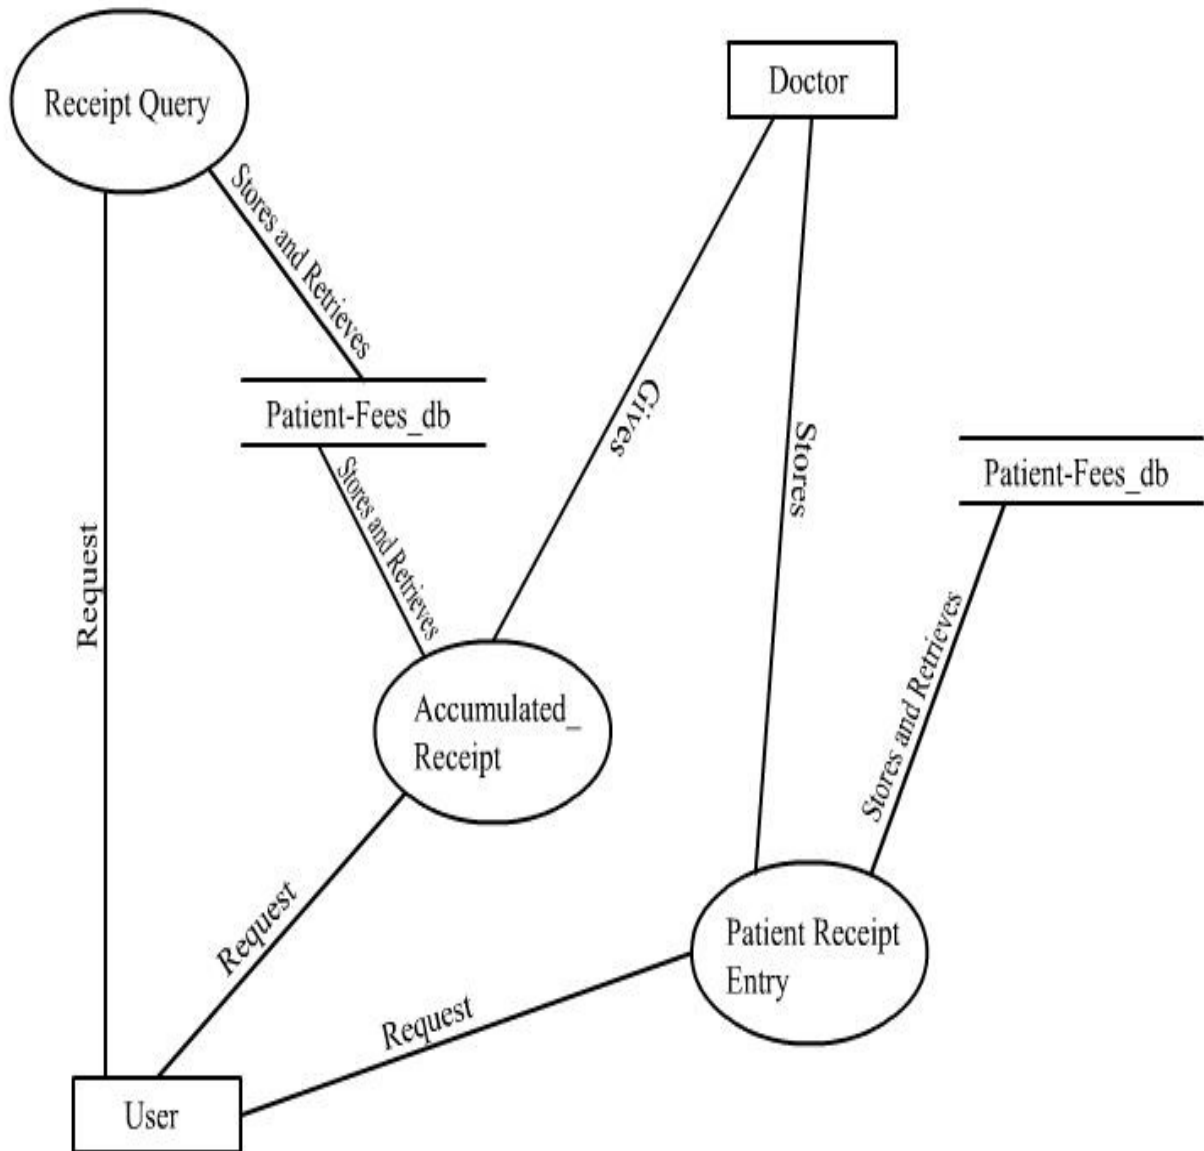 Receipt Query
Doctor
Stores and Retrieves
Patient-Fees_db
Gives
Stores
Patient-Fees_db
Request
Stores and Retrieves
Stores and Retrieves
Accumulated_
Receipt
Request
Patient Receipt
Entry
Request
User